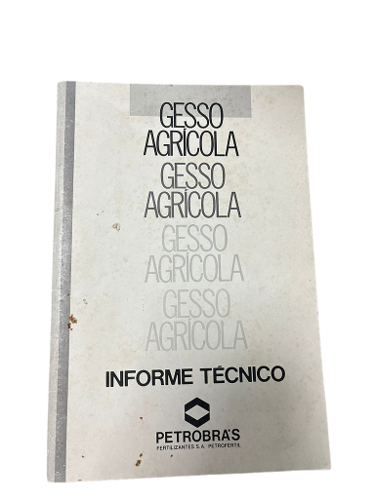 GESSO
AGRÍCOLA
GESSO
AGRÍCOLA
GESSO
AGRÍCOLA
GESSO
AGRÍCOLA
INFORME TÉCNICO
PETROBRÁS
FERTILIZANTES S.A. PETROFERTIL